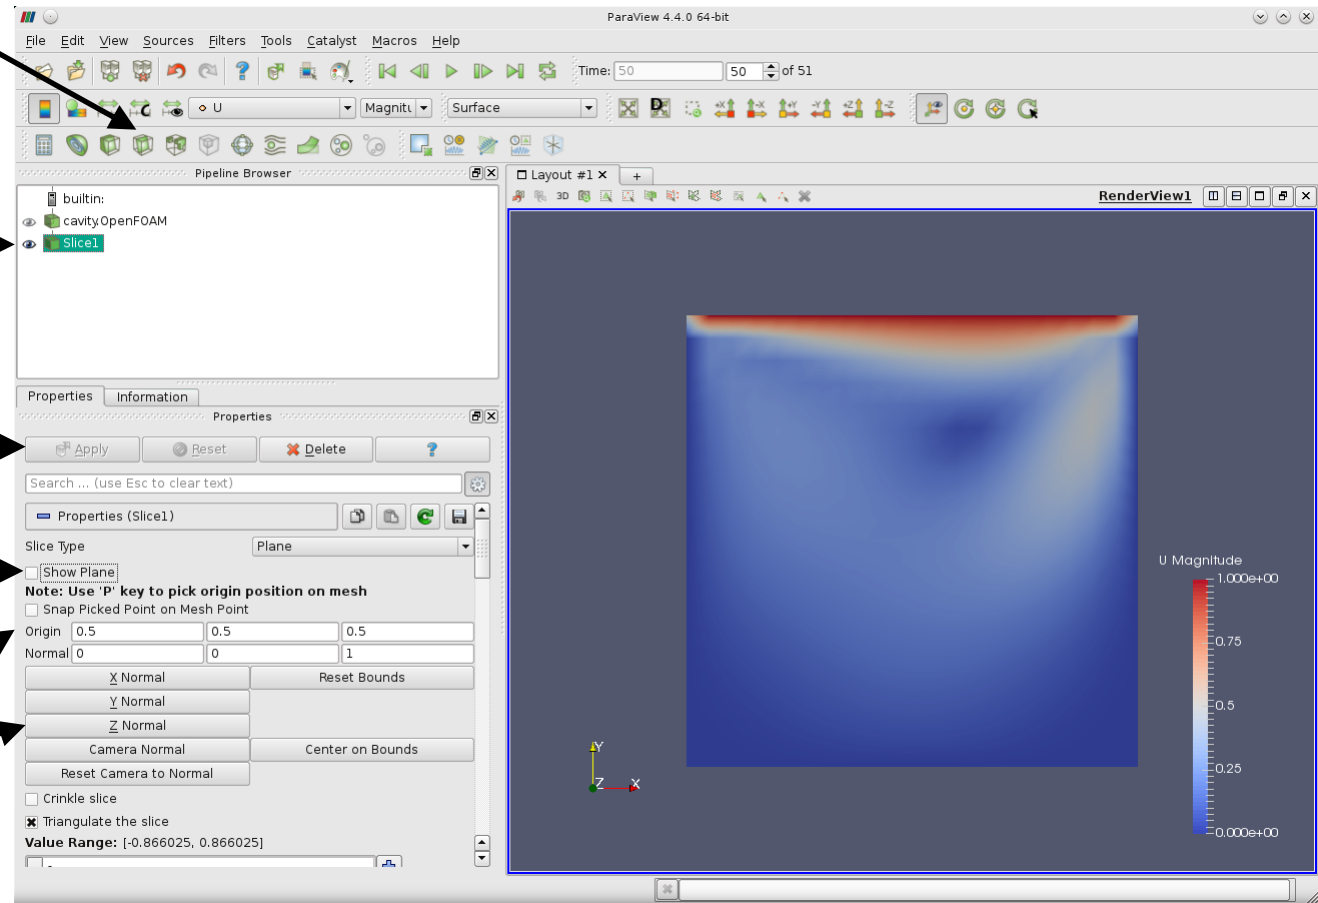 ParaView 4.4.0 64-bit
File Edit View Sources Filters Tools Catalyst Macros Help
Time: 50 50 of 51
U Magnitu Surface
Pipeline Browser
builtin:
cavity.OpenFOAM
Slice1
Properties Information
Properties
Apply Reset Delete ?
Search ... (use Esc to clear text)
Properties (Slice1)
Slice Type Plane
Show Plane
Note: Use 'P' key to pick origin position on mesh
Snap Picked Point on Mesh Point
Origin 0.5 0.5 0.5
Normal 0 0 1
X Normal Reset Bounds
Y Normal
Z Normal
Camera Normal Center on Bounds
Reset Camera to Normal
Crinkle slice
Triangulate the slice
Value Range: [-0.866025, 0.866025]
Layout #1 X +
3D RenderView1
U Magnitude
1.000e+00
0.75
0.5
0.25
0.000e+00
Y
Z X